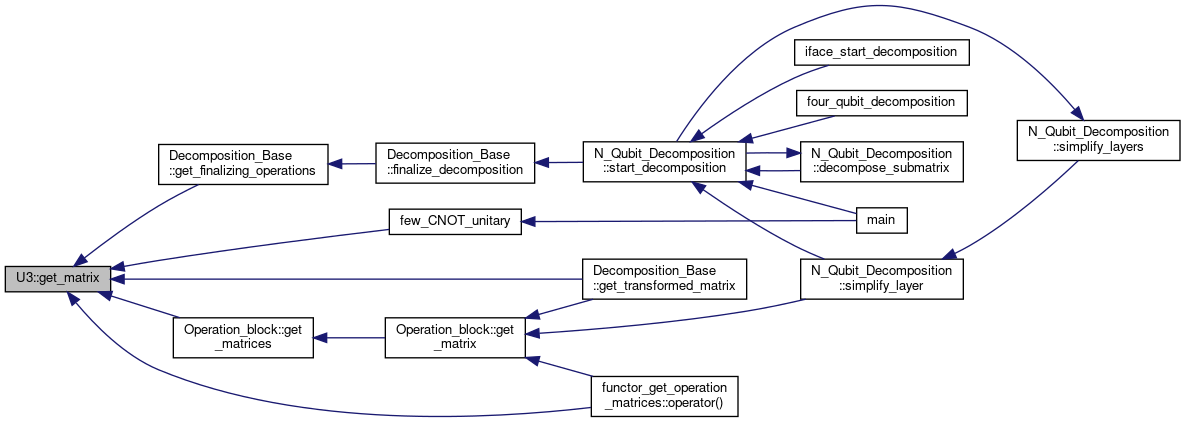 iface_start_decomposition
four_qubit_decomposition
N_Qubit_Decomposition
::simplify_layers
Decomposition_Base
::get_finalizing_operations
Decomposition_Base
::finalize_decomposition
N_Qubit_Decomposition
::start_decomposition
N_Qubit_Decomposition
::decompose_submatrix
few_CNOT_unitary
main
U3::get_matrix
Decomposition_Base
::get_transformed_matrix
N_Qubit_Decomposition
::simplify_layer
Operation_block::get
_matrices
Operation_block::get
_matrix
functor_get_operation
_matrices::operator()